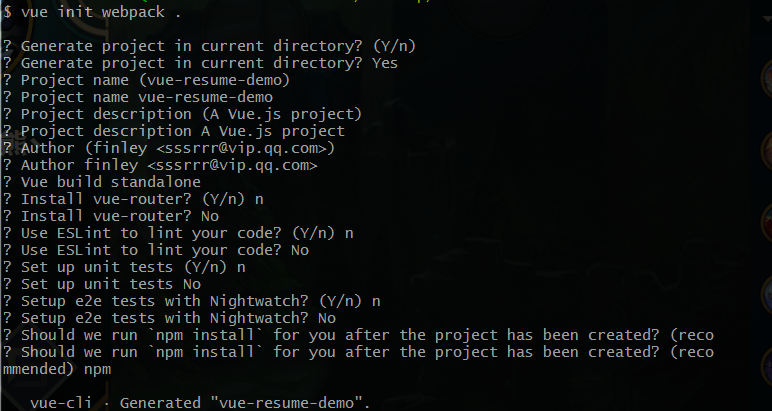 $ vue init webpack .
? Generate project in current directory? (Y/n)
? Generate project in current directory? Yes
? Project name (vue-resume-demo)
? Project name vue-resume-demo
? Project description (A Vue.js project)
? Project description A Vue.js project
? Author (finley <sssrrr@vip.qq.com>)
? Author finley <sssrrr@vip.qq.com>
? Vue build standalone
? Install vue-router? (Y/n) n
? Install vue-router? No
? Use ESLint to lint your code? (Y/n) n
? Use ESLint to lint your code? No
? Set up unit tests (Y/n) n
? Set up unit tests No
? Setup e2e tests with Nightwatch? (Y/n) n
? Setup e2e tests with Nightwatch? No
? Should we run `npm install` for you after the project has been created? (reco
? Should we run `npm install` for you after the project has been created? (reco
mmended) npm
vue-cli · Generated "vue-resume-demo".